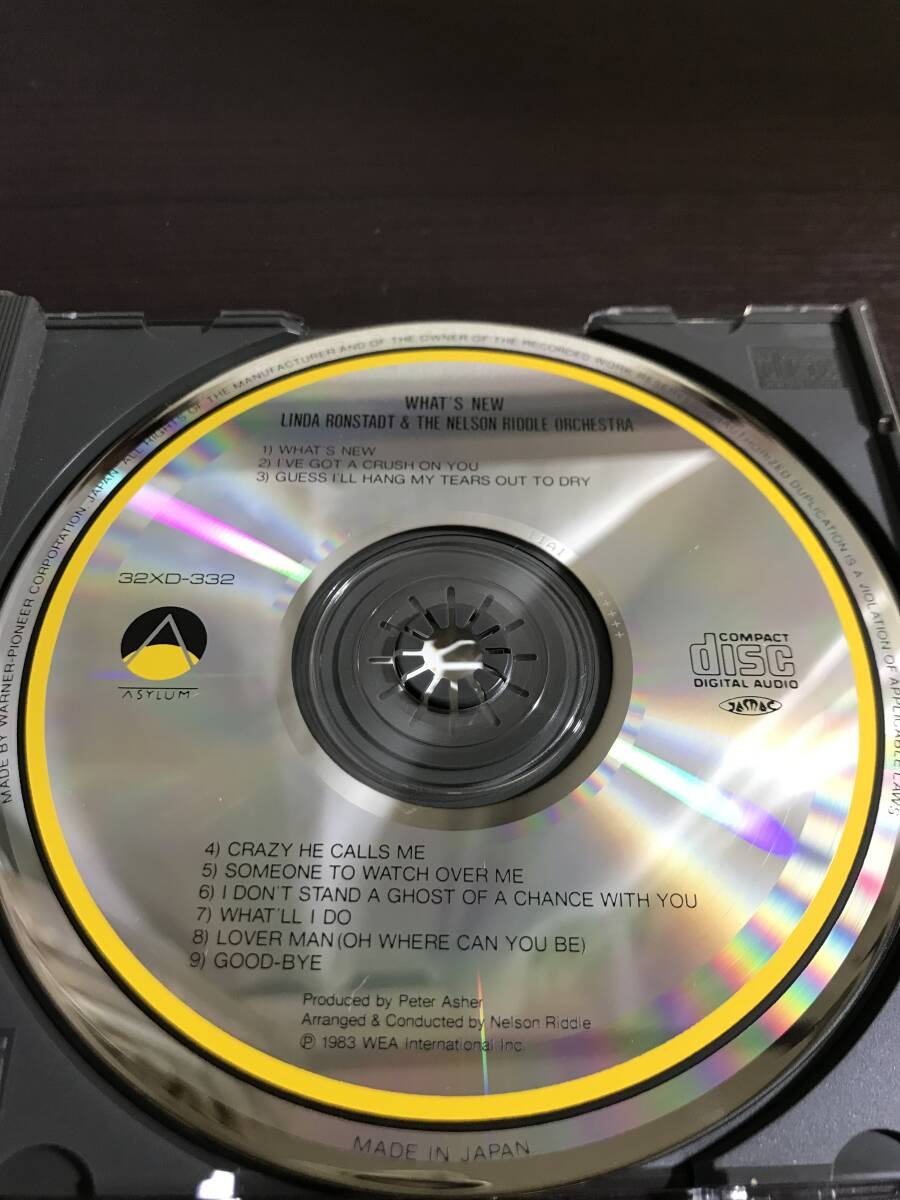 WHAT'S NEW
LINDA RONSTADT & THE NELSON RIDDLE ORCHESTRA
1) WHAT'S NEW
2) I'VE GOT A CRUSH ON YOU
3) GUESS I'LL HANG MY TEARS OUT TO DRY
32XD-332
ASYLUM
COMPACT
disc
DIGITAL AUDIO
JASRAC
4) CRAZY HE CALLS ME
5) SOMEONE TO WATCH OVER ME
6) I DON'T STAND A GHOST OF A CHANCE WITH YOU
7) WHAT'LL I DO
8) LOVER MAN (OH WHERE CAN YOU BE)
9) GOOD-BYE
Produced by Peter Asher
Arranged & Conducted by Nelson Riddle
℗ 1983 WEA International Inc.
MADE BY WARNER-PIONEER CORPORATION, JAPAN. ALL RIGHTS OF THE MANUFACTURER AND OF THE OWNER OF THE RECORDED WORK RESERVED. UNAUTHORIZED DUPLICATION IS A VIOLATION OF APPLICABLE LAWS
MADE IN JAPAN